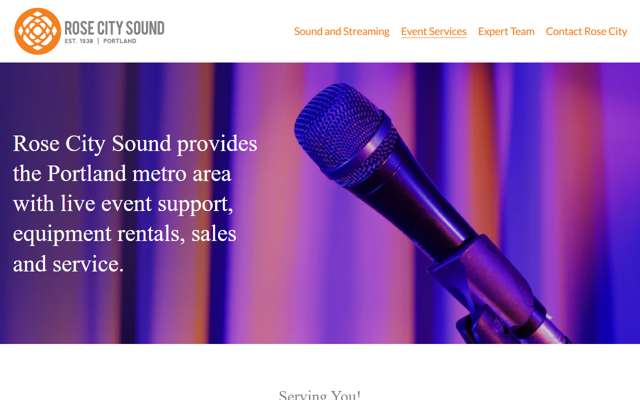 ROSE CITY SOUND
EST. 1938 | PORTLAND
Sound and Streaming
Event Services
Expert Team
Contact Rose City
Rose City Sound provides
the Portland metro area
with live event support,
equipment rentals, sales
and service.
Serving You!